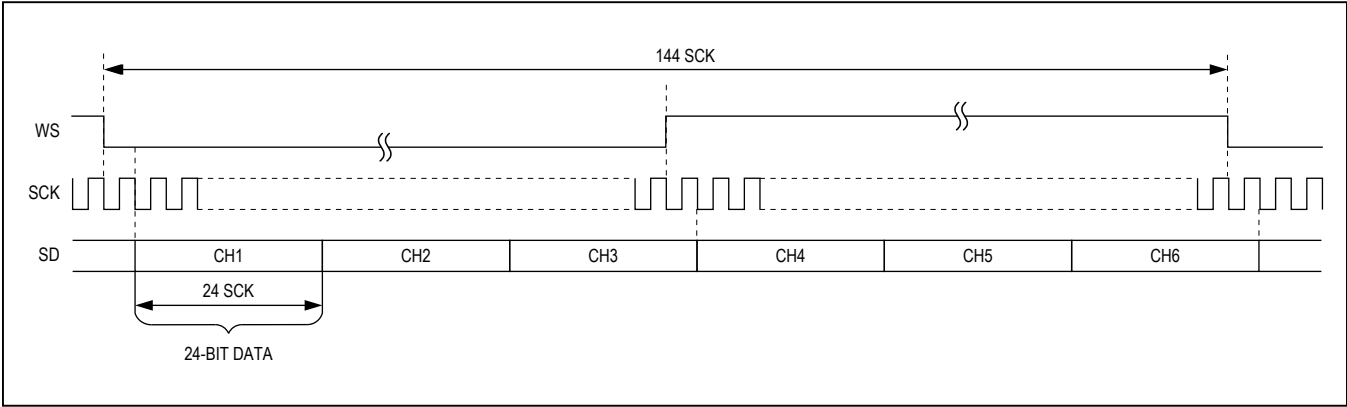 144 SCK
WS
SCK
SD
CH1
CH2
CH3
CH4
CH5
CH6
24 SCK
24-BIT DATA